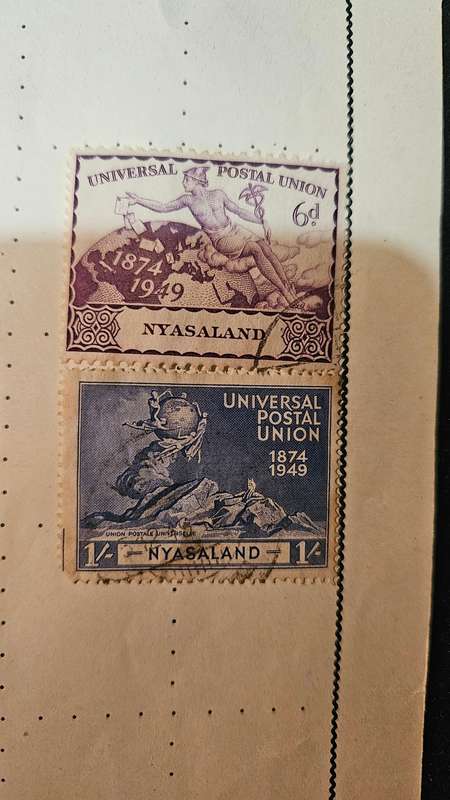 UNIVERSAL POSTAL UNION
6d.
1874
1949
NYASALAND
UNIVERSAL
POSTAL
UNION
1874
1949
UNION POSTALE UNIVERSELLE
1/- NYASALAND 1/-